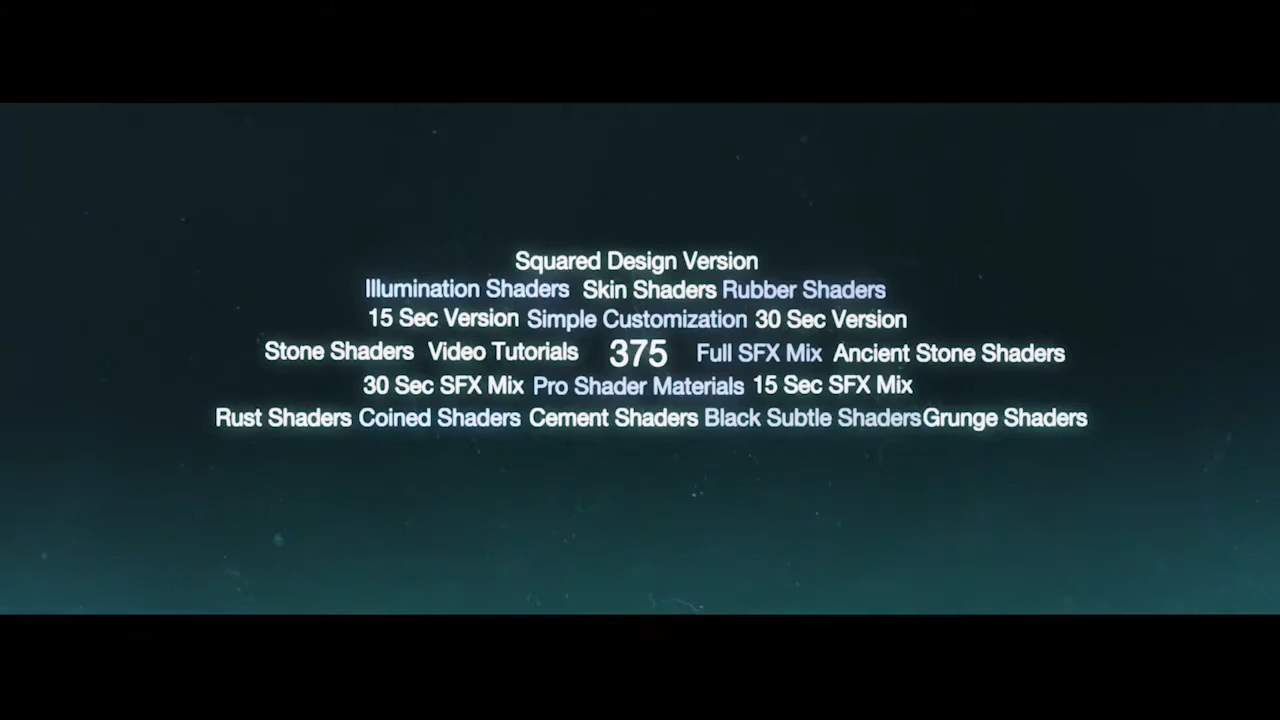 Squared Design Version
Illumination Shaders Skin Shaders Rubber Shaders
15 Sec Version Simple Customization 30 Sec Version
Stone Shaders Video Tutorials 375 Full SFX Mix Ancient Stone Shaders
30 Sec SFX Mix Pro Shader Materials 15 Sec SFX Mix
Rust Shaders Coined Shaders Cement Shaders Black Subtle Shaders Grunge Shaders